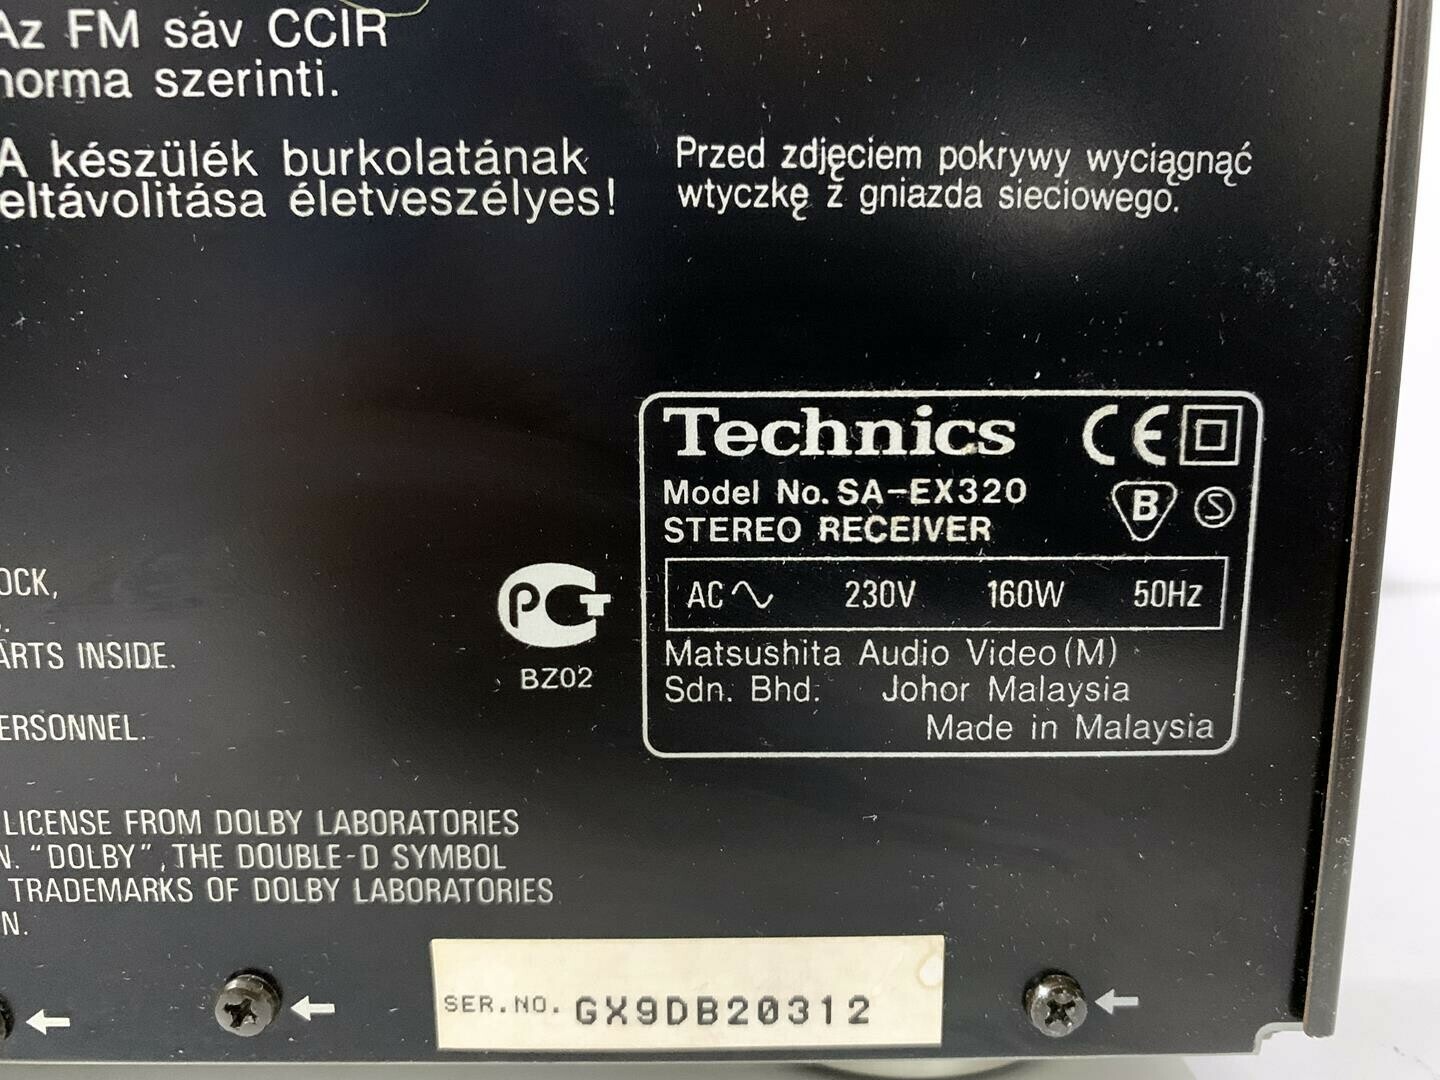 Az FM sáv CCIR
norma szerinti.
A készülék burkolatának
eltávolitása életveszélyes!
Przed zdjęciem pokrywy wyciągnąć
wtyczkę z gniazda sieciowego.
OCK,
ARTS INSIDE.
ERSONNEL.
LICENSE FROM DOLBY LABORATORIES
N. “DOLBY”, THE DOUBLE-D SYMBOL
TRADEMARKS OF DOLBY LABORATORIES
N.
PCT
BZ02
Technics CE
Model No. SA-EX320 B S
STEREO RECEIVER
AC 230V 160W 50Hz
Matsushita Audio Video (M)
Sdn. Bhd. Johor Malaysia
Made in Malaysia
SER.NO. GX9DB20312